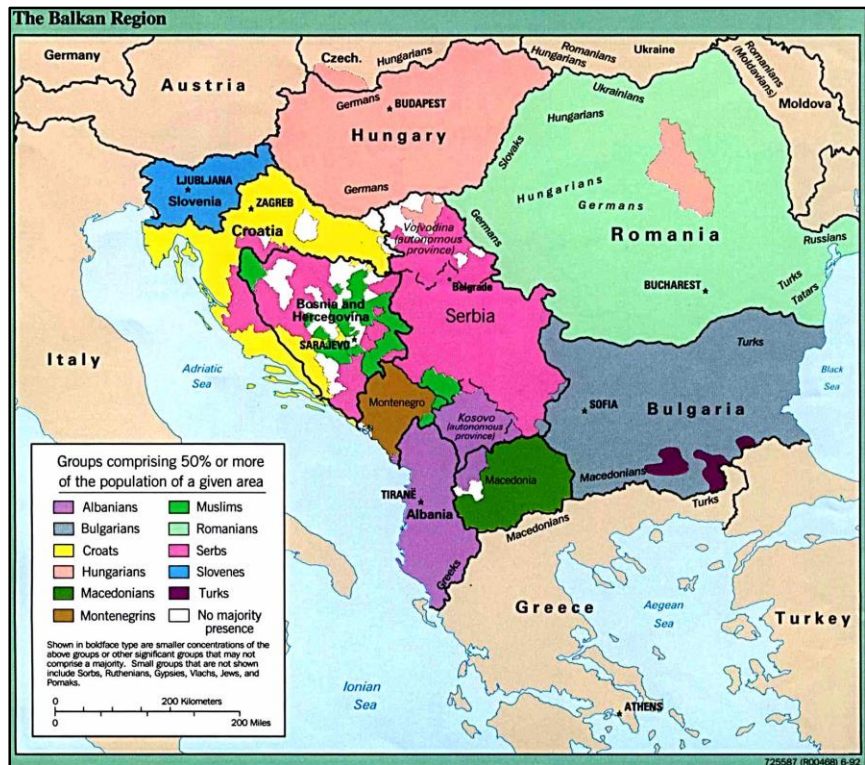 The Balkan Region
Germany
Czech.
Hungarians
Romanians
Hungarians
Ukraine
Romanians
(Moldavians)
Austria
Germans
BUDAPEST
Ukrainians
Moldova
Hungary
Slovaks
Hungarians
LJUBLJANA
Slovenia
Germans
Hungarians
Germans
ZAGREB
Croatia
Vojvodina
(autonomous
province)
Germans
Romania
Russians
Belgrade
BUCHAREST
Turks
Tatars
Bosnia and
Hercegovina
Serbia
SARAJEVO
Italy
Adriatic
Sea
Turks
Black
Sea
Montenegro
Kosovo
(autonomous
province)
SOFIA
Bulgaria
Macedonia
Macedonians
TIRANË
Albania
Turks
Macedonians
Greeks
Greece
Aegean
Sea
Turkey
Ionian
Sea
ATHENS
Groups comprising 50% or more
of the population of a given area
Albanians
Muslims
Bulgarians
Romanians
Croats
Serbs
Hungarians
Slovenes
Macedonians
Turks
Montenegrins
No majority
presence
Shown in boldface type are smaller concentrations of the
above groups or other significant groups that may not
comprise a majority. Small groups that are not shown
include Sorbs, Ruthenians, Gypsies, Vlachs, Jews, and
Pomaks.
0 200 Kilometers
0 200 Miles
725587 (R00468) 6-92